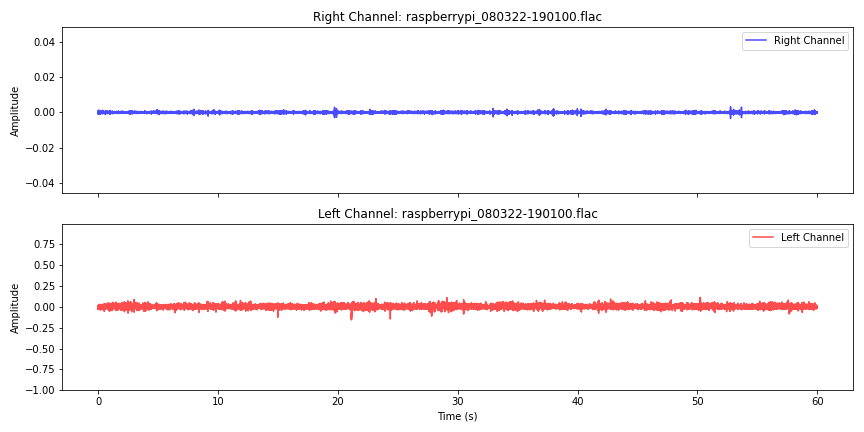 Right Channel: raspberrypi_080322-190100.flac
Right Channel
Amplitude
0.04
0.02
0.00
−0.02
−0.04
Left Channel: raspberrypi_080322-190100.flac
Left Channel
Amplitude
0.75
0.50
0.25
0.00
−0.25
−0.50
−0.75
−1.00
0 10 20 30 40 50 60
Time (s)